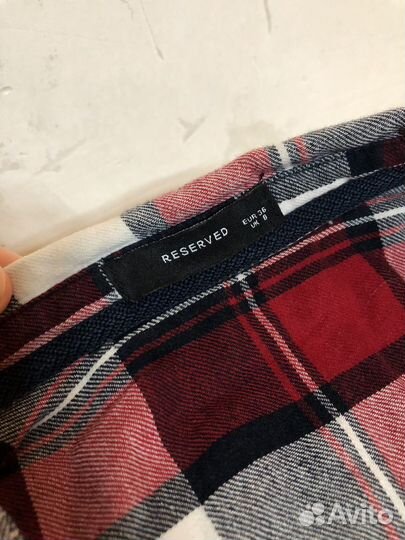 RESERVED
EUR 36
UK 8
Avito